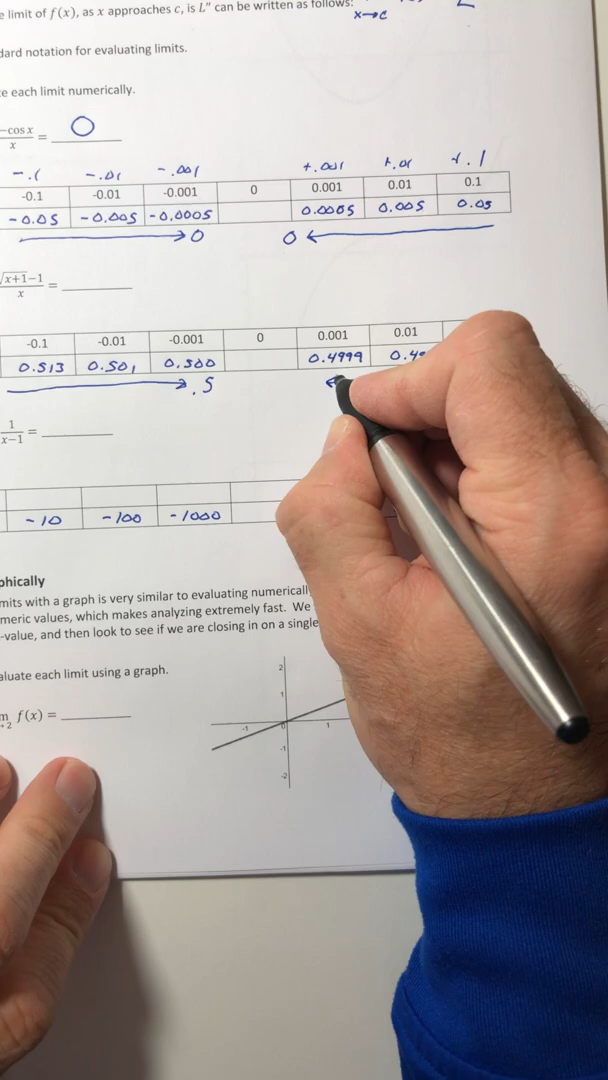 e limit of f(x), as x approaches c, is L" can be written as follows:
x→c L
dard notation for evaluating limits.
e each limit numerically.
-cos x / x = 0
-.1 -.01 -.001 +.001 +.01 +.1
-0.1 -0.01 -0.001 0 0.001 0.01 0.1
-0.05 -0.005 -0.0005 0.0005 0.005 0.05
→0 0←
√x+1-1 / x =
-0.1 -0.01 -0.001 0 0.001 0.01
0.513 0.501 0.500 0.4999 0.49
→.5 ←
1 / x-1 =
-10 -100 -1000
phically
mits with a graph is very similar to evaluating numericall
meric values, which makes analyzing extremely fast. We
-value, and then look to see if we are closing in on a single
aluate each limit using a graph.
m →2 f(x) =
2
1
-1 0 1
-1
-2